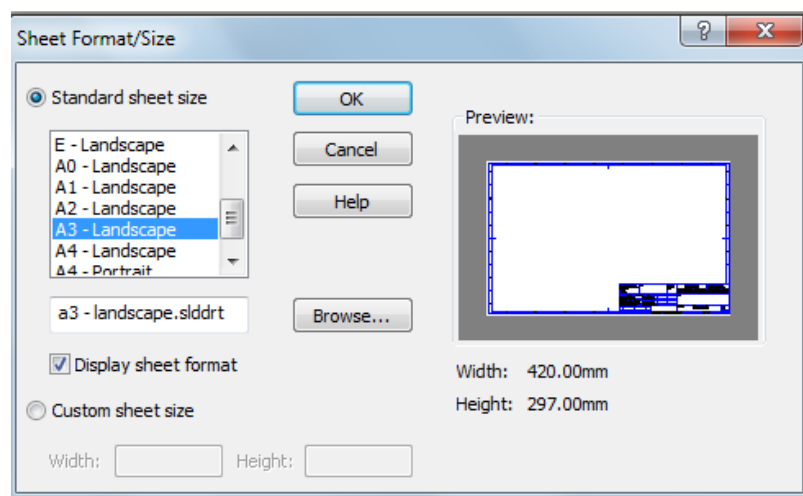 Sheet Format/Size
Standard sheet size
E - Landscape
A0 - Landscape
A1 - Landscape
A2 - Landscape
A3 - Landscape
A4 - Landscape
A4 - Portrait
a3 - landscape.slddrt
Display sheet format
Custom sheet size
Width:
Height:
OK
Cancel
Help
Browse...
Preview:
Width: 420.00mm
Height: 297.00mm